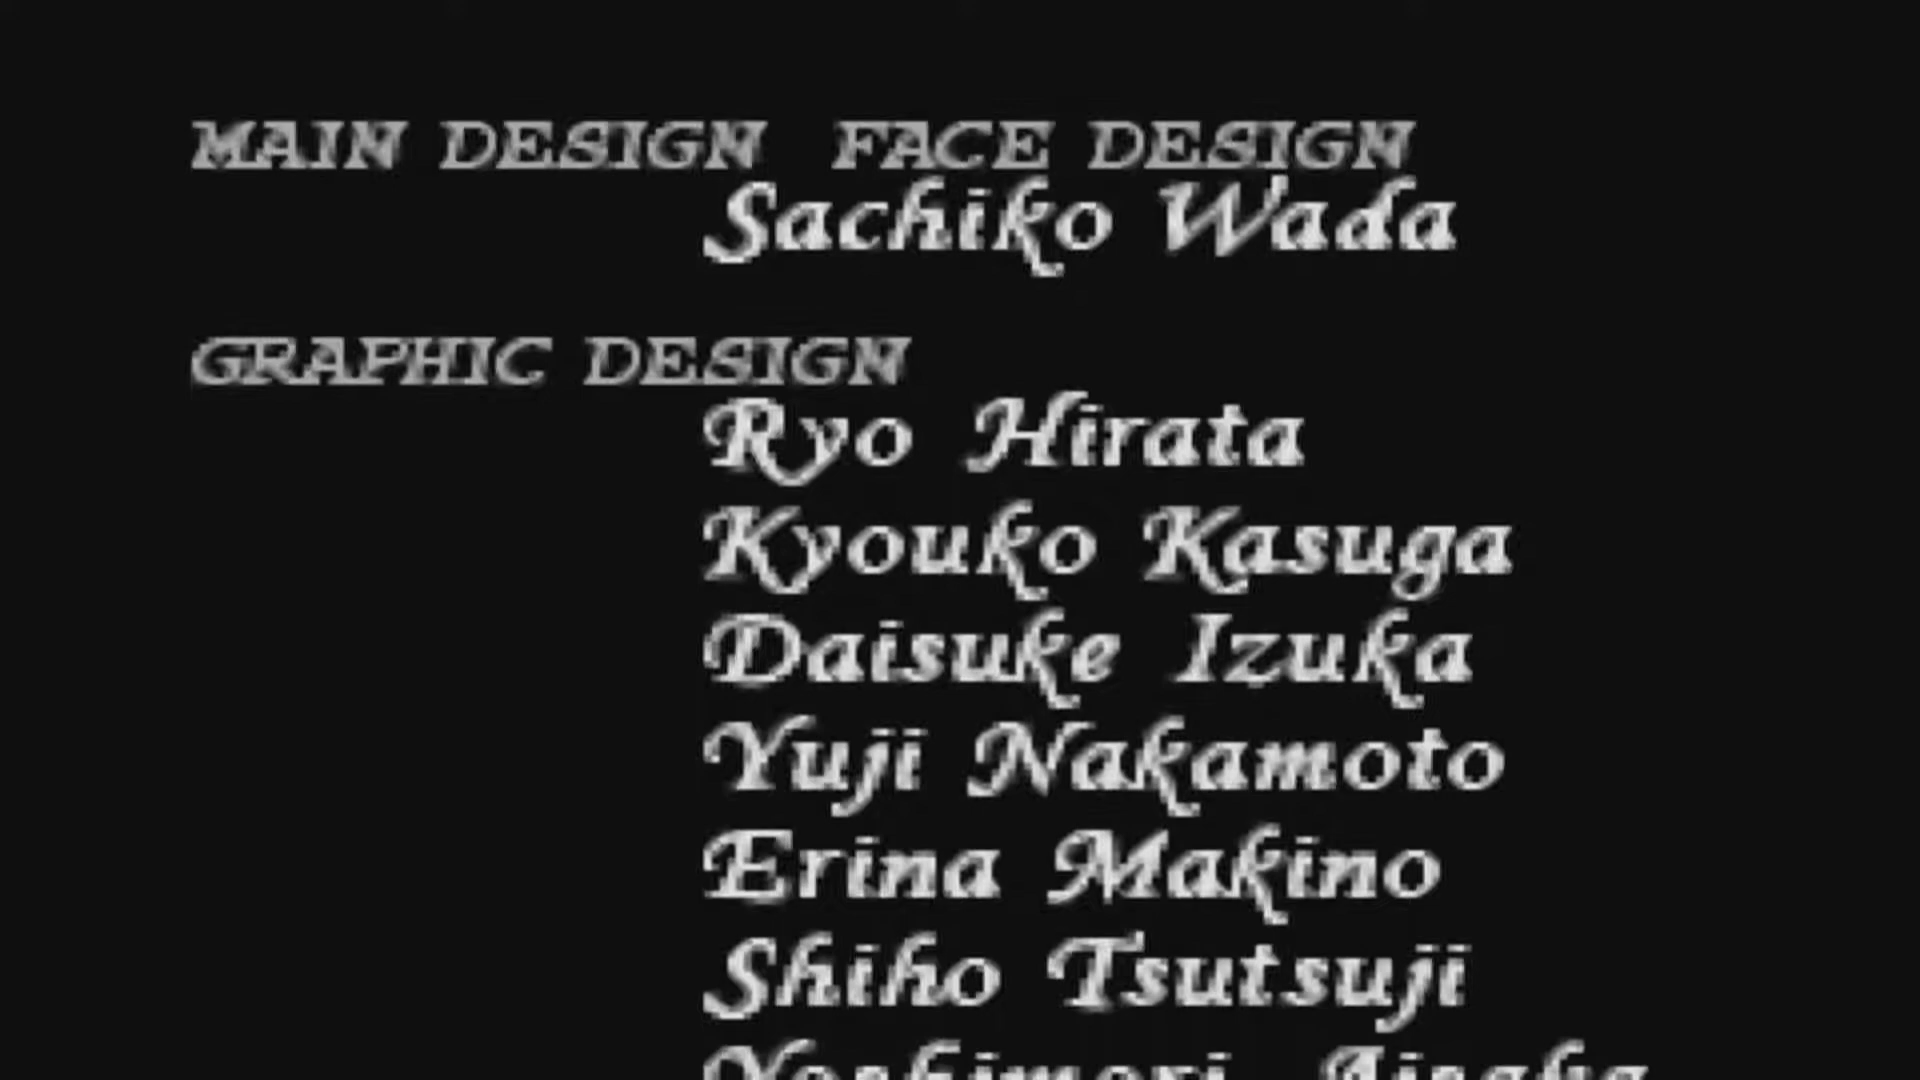 MAIN DESIGN FACE DESIGN
Sachiko Wada
GRAPHIC DESIGN
Ryo Hirata
Kyouko Kasuga
Daisuke Izuka
Yuji Nakamoto
Erina Makino
Shiho Tsutsuji